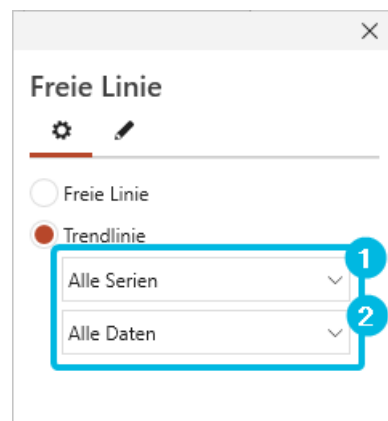 Freie Linie
Freie Linie
Trendlinie
1
Alle Serien
2
Alle Daten